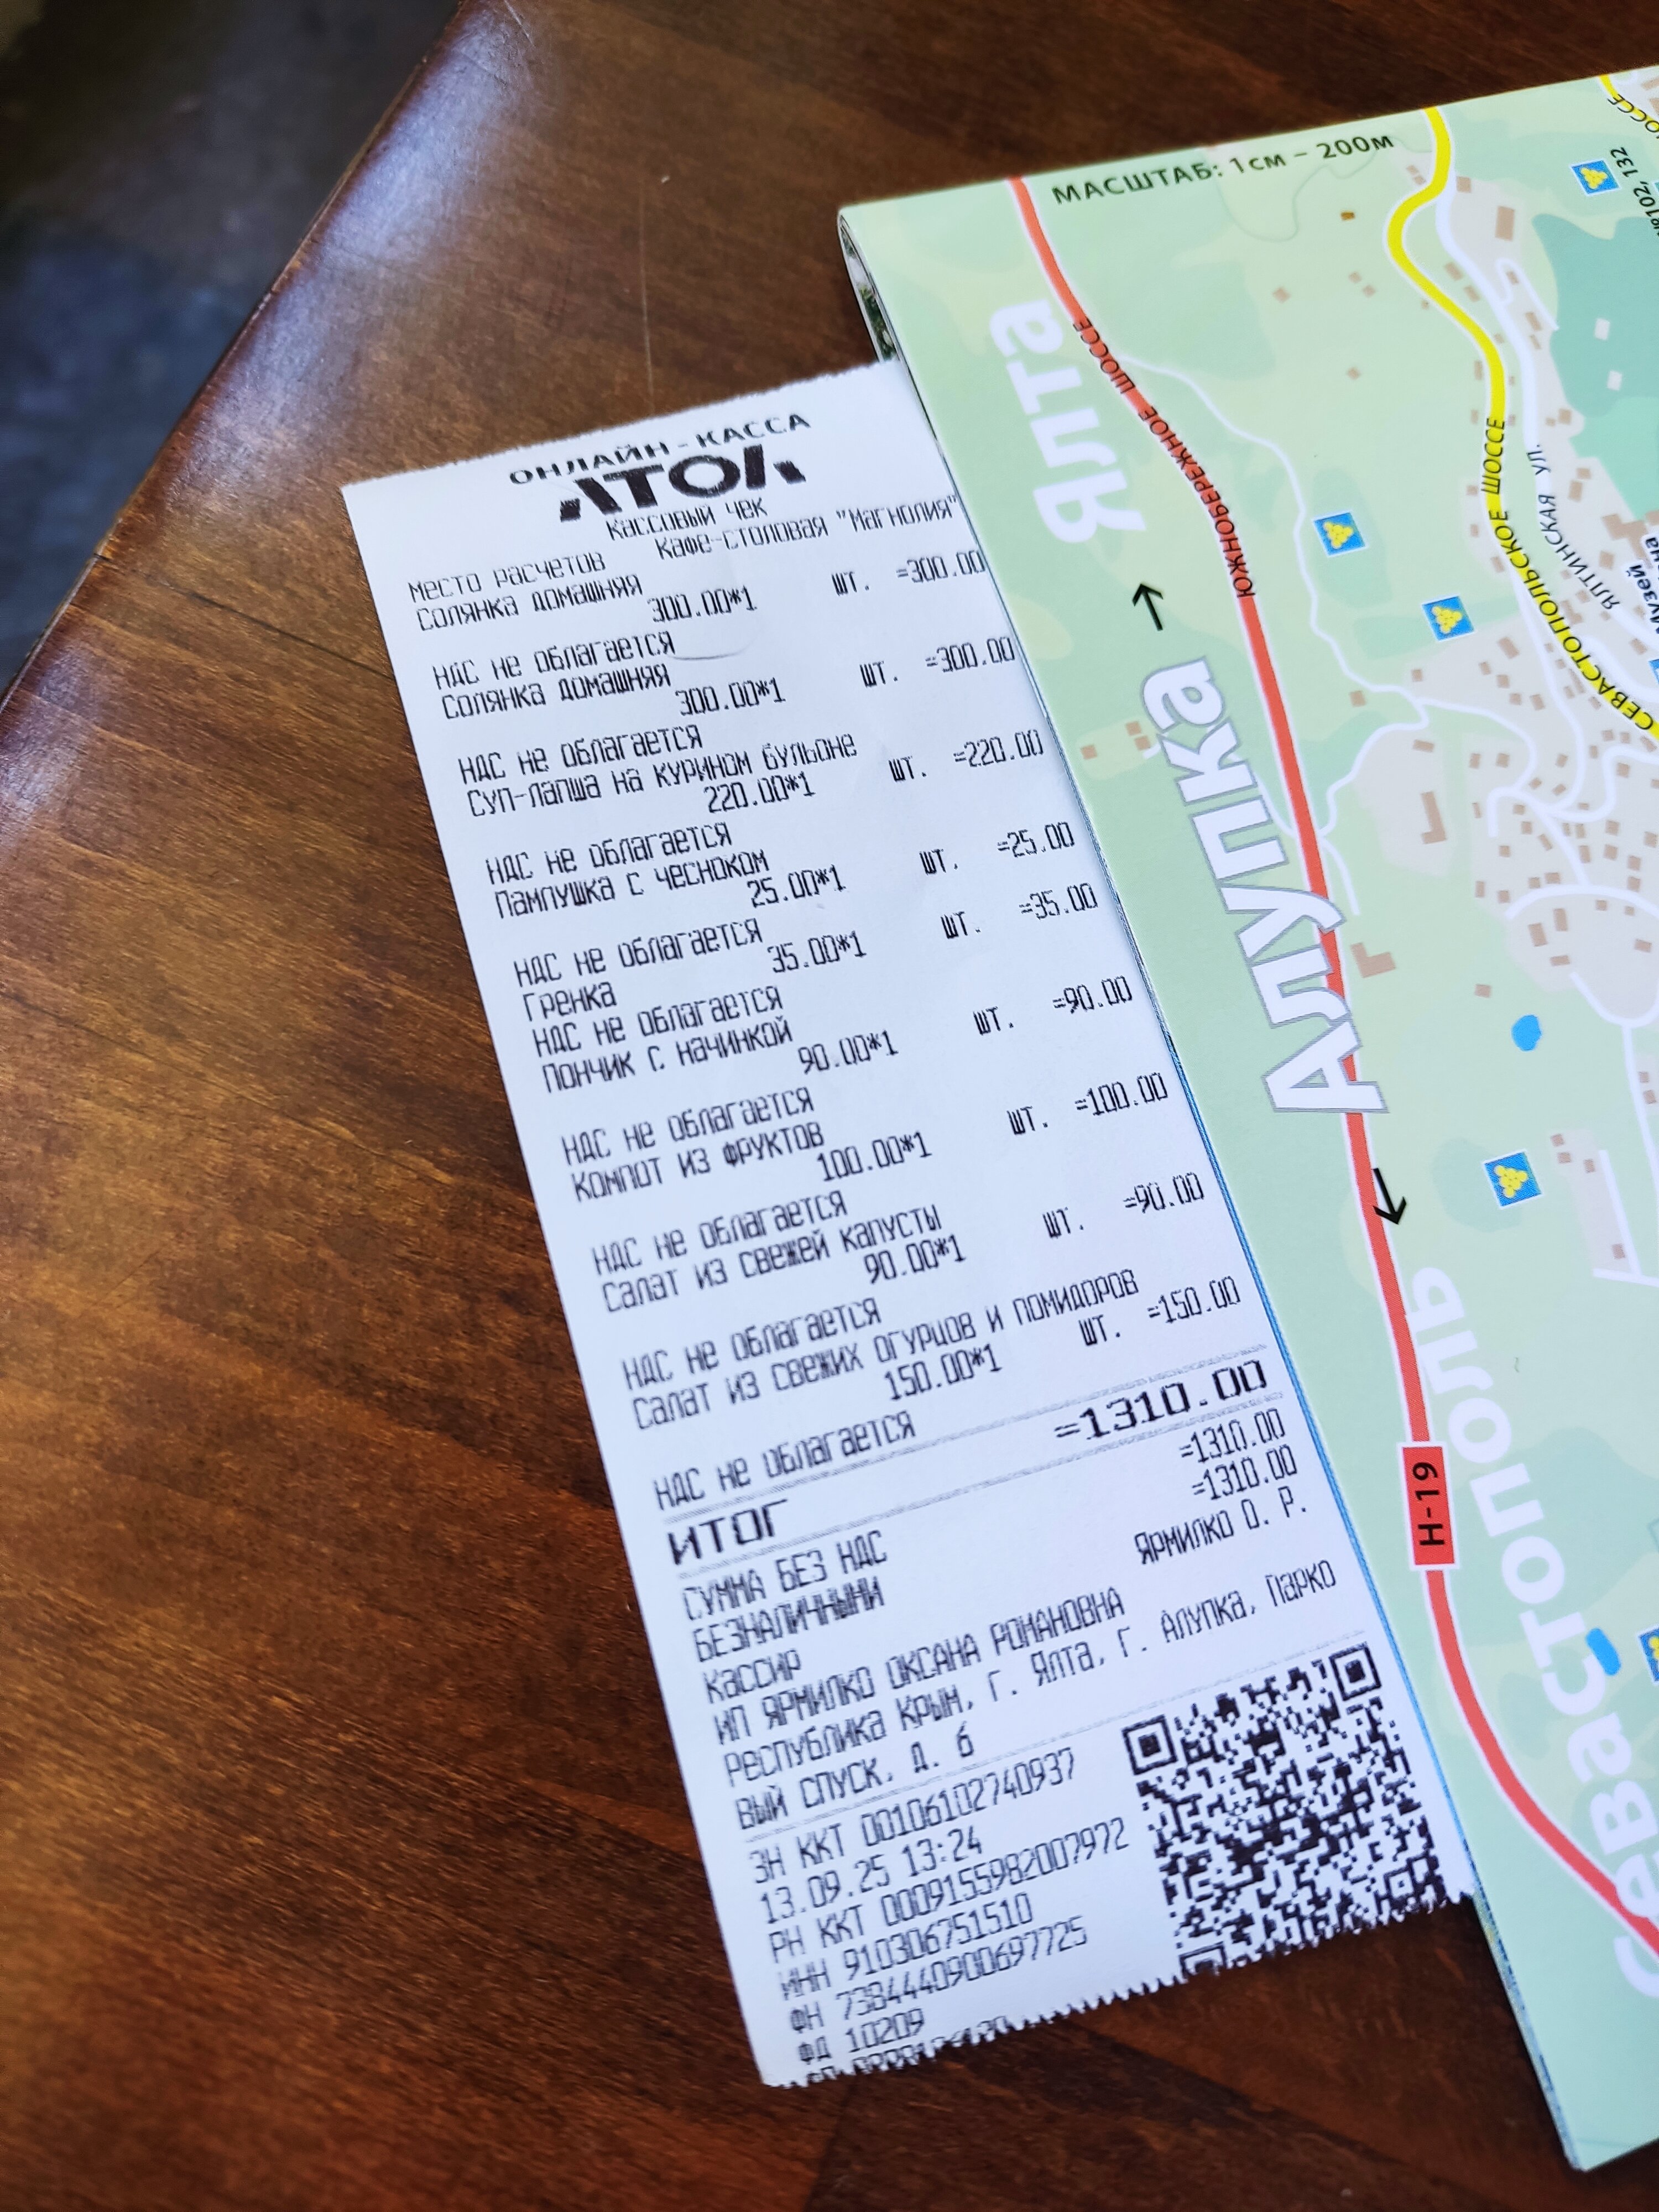 ОНЛАЙН-КАССА
АТОЛ
Кассовый чек
Место расчетов Кафе-столовая "Магнолия"
Солянка домашняя
300.00*1 шт. =300.00
НДС не облагается
Солянка домашняя
300.00*1 шт. =300.00
НДС не облагается
Суп-лапша на курином бульоне
220.00*1 шт. =220.00
НДС не облагается
Пампушка с чесноком
25.00*1 шт. =25.00
НДС не облагается
Гренка
35.00*1 шт. =35.00
НДС не облагается
Пончик с. начинкой
90.00*1 шт. =90.00
НДС не облагается
Компот из фруктов
100.00*1 шт. =100.00
НДС не облагается
Салат из свежей капусты
90.00*1 шт. =90.00
НДС не облагается
Салат из свежих огурцов и помидоров
150.00*1 шт. =150.00
НДС не облагается
ИТОГ =1310.00
СУММА БЕЗ НДС =1310.00
БЕЗНАЛИЧНЫМИ =1310.00
Кассир ЯРМИЛКО О. Р.
ИП ЯРМИЛКО ОКСАНА РОМАНОВНА
Республика Крым, г. Ялта, г. Алупка, Парко
вый спуск, д. 6
ЗН ККТ 00106102740937
13.09.25 13:24
РН ККТ 0009155982007972
ИНН 910306751510
ФН 7384440900697725
ФД 10209
МАСШТАБ: 1см – 200м
Ялта
ЮЖНОБЕРЕЖНОЕ ШОССЕ
СЕВАСТОПОЛЬСКОЕ ШОССЕ
ЯЛТИНСКАЯ УЛ.
Музей
№102, 132
Алупка
Н-19
Севастополь